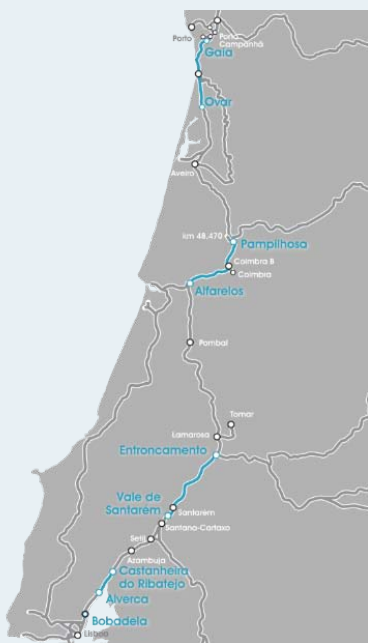 Porto
Porto
Campanhã
Gaia
Ovar
Aveiro
km 48,470
Pampilhosa
Coimbra B
Coimbra
Alfarelos
Pombal
Tomar
Lamarosa
Entroncamento
Vale de
Santarém
Santarém
Santana-Cartaxo
Setil
Azambuja
Castanheira
do Ribatejo
Alverca
Bobadela
Lisboa